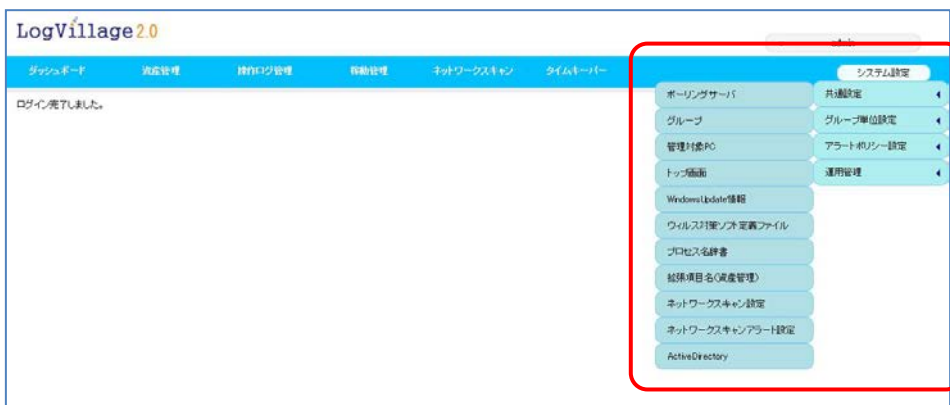 LogVillage 2.0
admin
ダッシュボード 資産管理 操作ログ管理 稼動管理 ネットワークスキャン タイムキーパー
システム設定
ログイン完了しました。
ポーリングサーバ
グループ
管理対象PC
トップ画面
WindowsUpdate情報
ウィルス対策ソフト定義ファイル
プロセス名辞書
拡張項目名(資産管理)
ネットワークスキャン設定
ネットワークスキャンアラート設定
ActiveDirectory
共通設定
グループ単位設定
アラートポリシー設定
運用管理